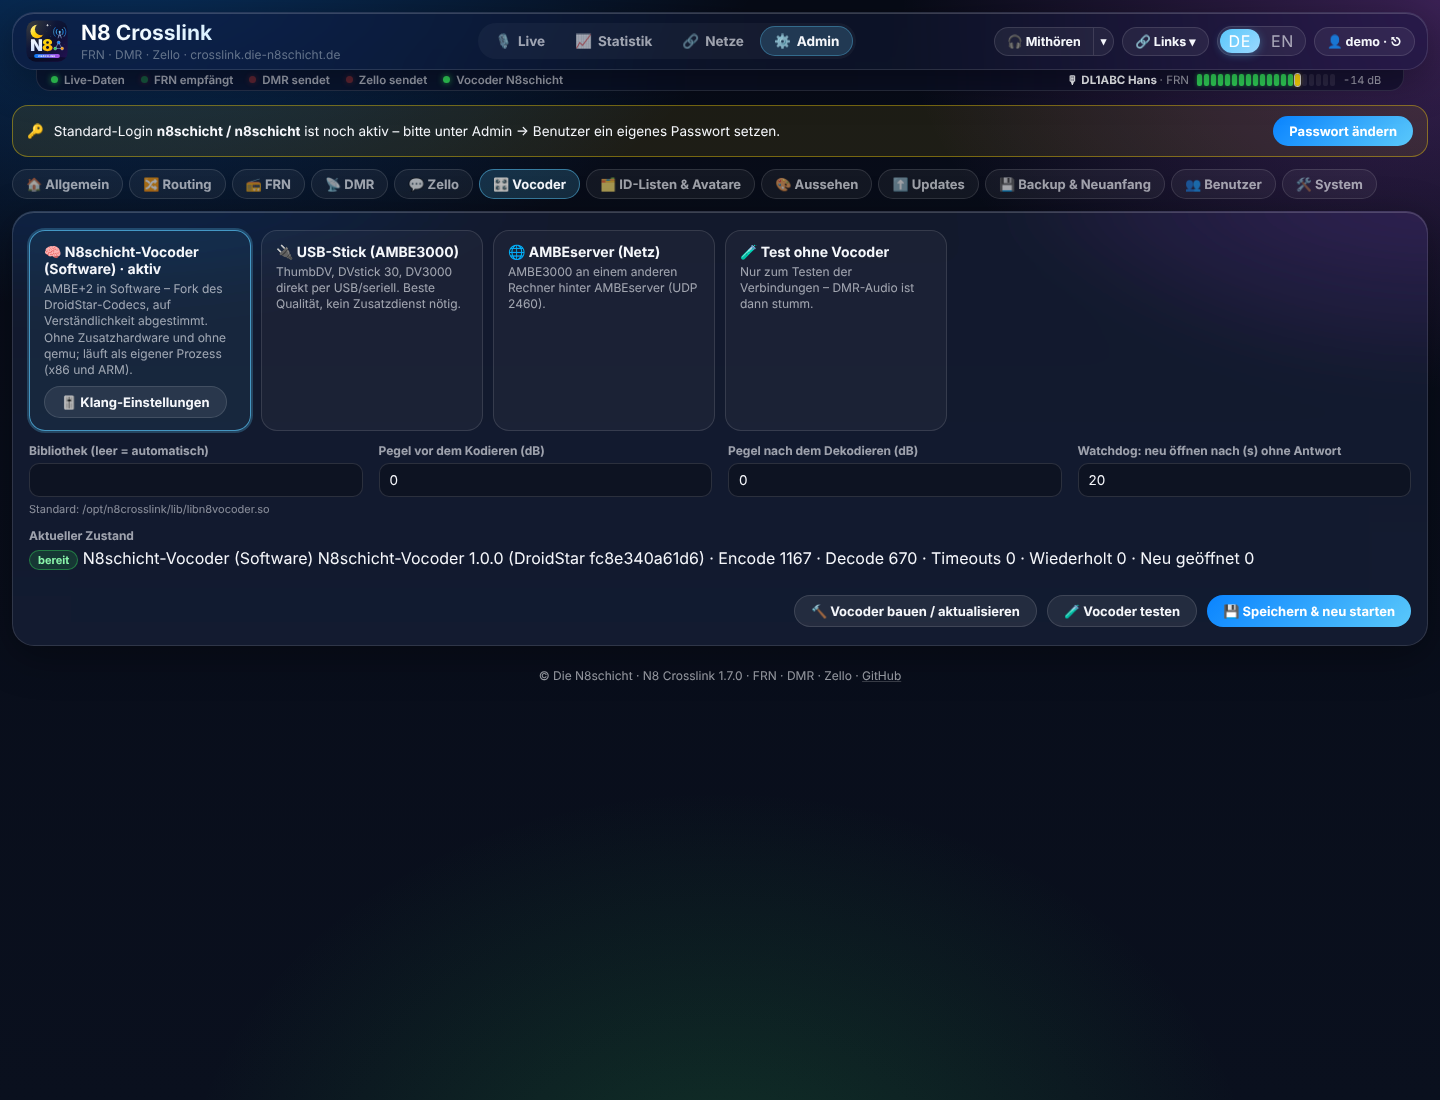 N8 Crosslink
FRN · DMR · Zello · crosslink.die-n8schicht.de
Live
Statistik
Netze
Admin
Mithören ▾
Links ▾
DE EN
demo · ⎋
Live-Daten
FRN empfängt
DMR sendet
Zello sendet
Vocoder N8schicht
DL1ABC Hans · FRN
-14 dB
Standard-Login n8schicht / n8schicht ist noch aktiv – bitte unter Admin → Benutzer ein eigenes Passwort setzen.
Passwort ändern
Allgemein
Routing
FRN
DMR
Zello
Vocoder
ID-Listen & Avatare
Aussehen
Updates
Backup & Neuanfang
Benutzer
System
N8schicht-Vocoder
(Software) · aktiv
AMBE+2 in Software – Fork des
DroidStar-Codecs, auf
Verständlichkeit abgestimmt.
Ohne Zusatzhardware und ohne
qemu; läuft als eigener Prozess
(x86 und ARM).
Klang-Einstellungen
USB-Stick (AMBE3000)
ThumbDV, DVstick 30, DV3000
direkt per USB/seriell. Beste
Qualität, kein Zusatzdienst nötig.
AMBEserver (Netz)
AMBE3000 an einem anderen
Rechner hinter AMBEserver (UDP
2460).
Test ohne Vocoder
Nur zum Testen der
Verbindungen – DMR-Audio ist
dann stumm.
Bibliothek (leer = automatisch)
Standard: /opt/n8crosslink/lib/libn8vocoder.so
Pegel vor dem Kodieren (dB)
0
Pegel nach dem Dekodieren (dB)
0
Watchdog: neu öffnen nach (s) ohne Antwort
20
Aktueller Zustand
bereit N8schicht-Vocoder (Software) N8schicht-Vocoder 1.0.0 (DroidStar fc8e340a61d6) · Encode 1167 · Decode 670 · Timeouts 0 · Wiederholt 0 · Neu geöffnet 0
Vocoder bauen / aktualisieren
Vocoder testen
Speichern & neu starten
© Die N8schicht · N8 Crosslink 1.7.0 · FRN · DMR · Zello · GitHub